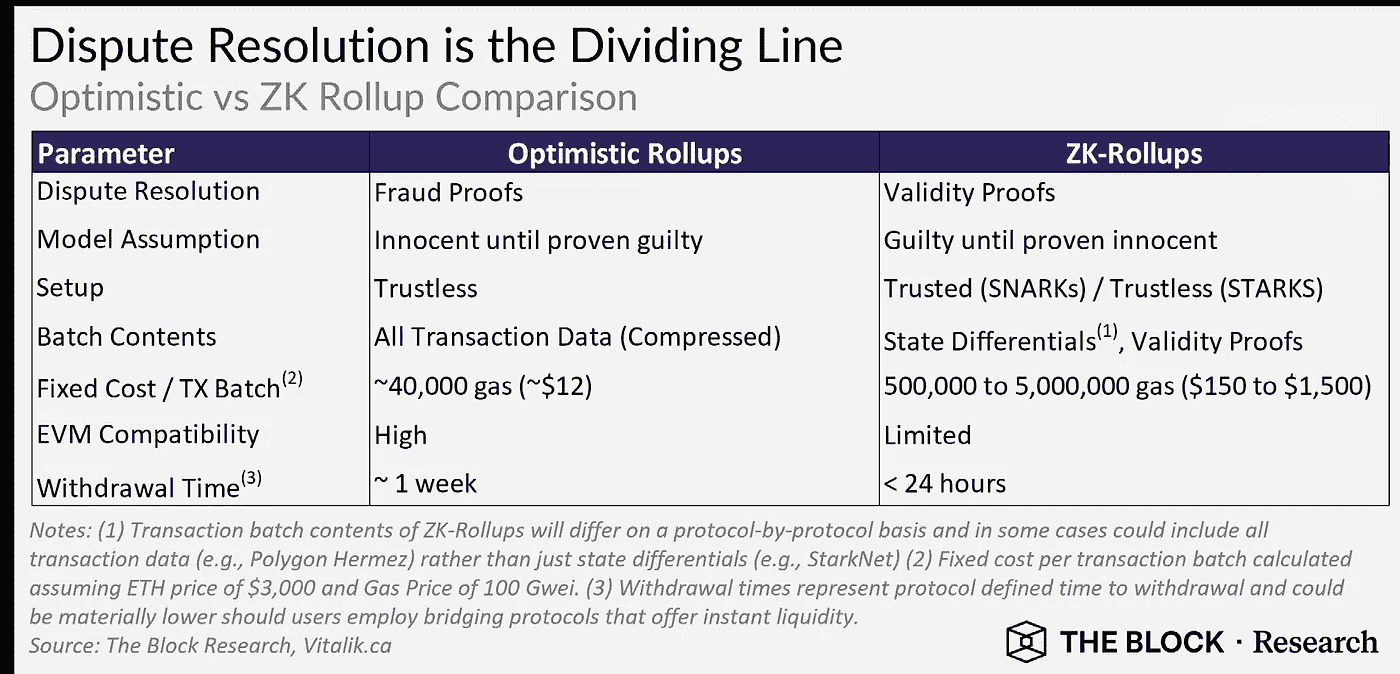 Dispute Resolution is the Dividing Line
Optimistic vs ZK Rollup Comparison
Parameter Optimistic Rollups ZK-Rollups
Dispute Resolution Fraud Proofs Validity Proofs
Model Assumption Innocent until proven guilty Guilty until proven innocent
Setup Trustless Trusted (SNARKs) / Trustless (STARKS)
Batch Contents All Transaction Data (Compressed) State Differentials(1), Validity Proofs
Fixed Cost / TX Batch(2) ~40,000 gas (~$12) 500,000 to 5,000,000 gas ($150 to $1,500)
EVM Compatibility High Limited
Withdrawal Time(3) ~ 1 week < 24 hours
Notes: (1) Transaction batch contents of ZK-Rollups will differ on a protocol-by-protocol basis and in some cases could include all
transaction data (e.g., Polygon Hermez) rather than just state differentials (e.g., StarkNet) (2) Fixed cost per transaction batch calculated
assuming ETH price of $3,000 and Gas Price of 100 Gwei. (3) Withdrawal times represent protocol defined time to withdrawal and could
be materially lower should users employ bridging protocols that offer instant liquidity.
Source: The Block Research, Vitalik.ca
THE BLOCK · Research